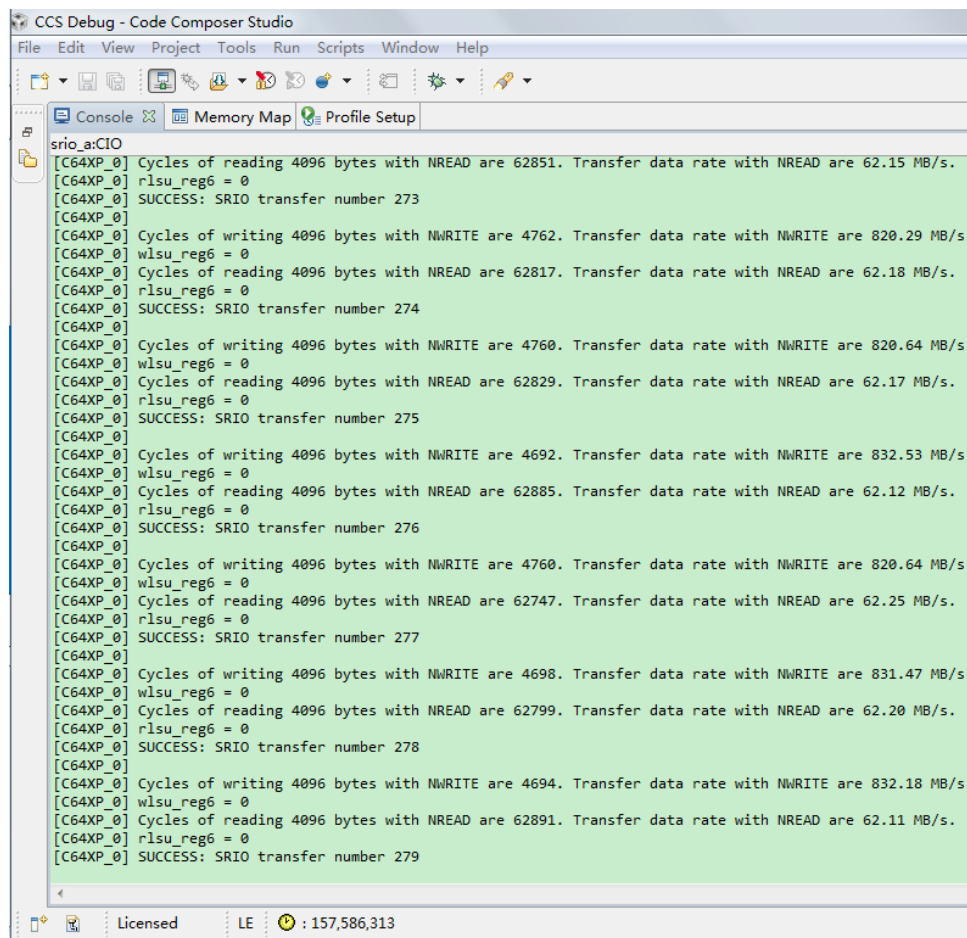 CCS Debug - Code Composer Studio
File Edit View Project Tools Run Scripts Window Help
Console Memory Map Profile Setup
srio_a:CIO
[C64XP_0] Cycles of reading 4096 bytes with NREAD are 62851. Transfer data rate with NREAD are 62.15 MB/s.
[C64XP_0] rlsu_reg6 = 0
[C64XP_0] SUCCESS: SRIO transfer number 273
[C64XP_0]
[C64XP_0] Cycles of writing 4096 bytes with NWRITE are 4762. Transfer data rate with NWRITE are 820.29 MB/s
[C64XP_0] wlsu_reg6 = 0
[C64XP_0] Cycles of reading 4096 bytes with NREAD are 62817. Transfer data rate with NREAD are 62.18 MB/s.
[C64XP_0] rlsu_reg6 = 0
[C64XP_0] SUCCESS: SRIO transfer number 274
[C64XP_0]
[C64XP_0] Cycles of writing 4096 bytes with NWRITE are 4760. Transfer data rate with NWRITE are 820.64 MB/s
[C64XP_0] wlsu_reg6 = 0
[C64XP_0] Cycles of reading 4096 bytes with NREAD are 62829. Transfer data rate with NREAD are 62.17 MB/s.
[C64XP_0] rlsu_reg6 = 0
[C64XP_0] SUCCESS: SRIO transfer number 275
[C64XP_0]
[C64XP_0] Cycles of writing 4096 bytes with NWRITE are 4692. Transfer data rate with NWRITE are 832.53 MB/s
[C64XP_0] wlsu_reg6 = 0
[C64XP_0] Cycles of reading 4096 bytes with NREAD are 62885. Transfer data rate with NREAD are 62.12 MB/s.
[C64XP_0] rlsu_reg6 = 0
[C64XP_0] SUCCESS: SRIO transfer number 276
[C64XP_0]
[C64XP_0] Cycles of writing 4096 bytes with NWRITE are 4760. Transfer data rate with NWRITE are 820.64 MB/s
[C64XP_0] wlsu_reg6 = 0
[C64XP_0] Cycles of reading 4096 bytes with NREAD are 62747. Transfer data rate with NREAD are 62.25 MB/s.
[C64XP_0] rlsu_reg6 = 0
[C64XP_0] SUCCESS: SRIO transfer number 277
[C64XP_0]
[C64XP_0] Cycles of writing 4096 bytes with NWRITE are 4698. Transfer data rate with NWRITE are 831.47 MB/s
[C64XP_0] wlsu_reg6 = 0
[C64XP_0] Cycles of reading 4096 bytes with NREAD are 62799. Transfer data rate with NREAD are 62.20 MB/s.
[C64XP_0] rlsu_reg6 = 0
[C64XP_0] SUCCESS: SRIO transfer number 278
[C64XP_0]
[C64XP_0] Cycles of writing 4096 bytes with NWRITE are 4694. Transfer data rate with NWRITE are 832.18 MB/s
[C64XP_0] wlsu_reg6 = 0
[C64XP_0] Cycles of reading 4096 bytes with NREAD are 62891. Transfer data rate with NREAD are 62.11 MB/s.
[C64XP_0] rlsu_reg6 = 0
[C64XP_0] SUCCESS: SRIO transfer number 279
Licensed LE : 157,586,313